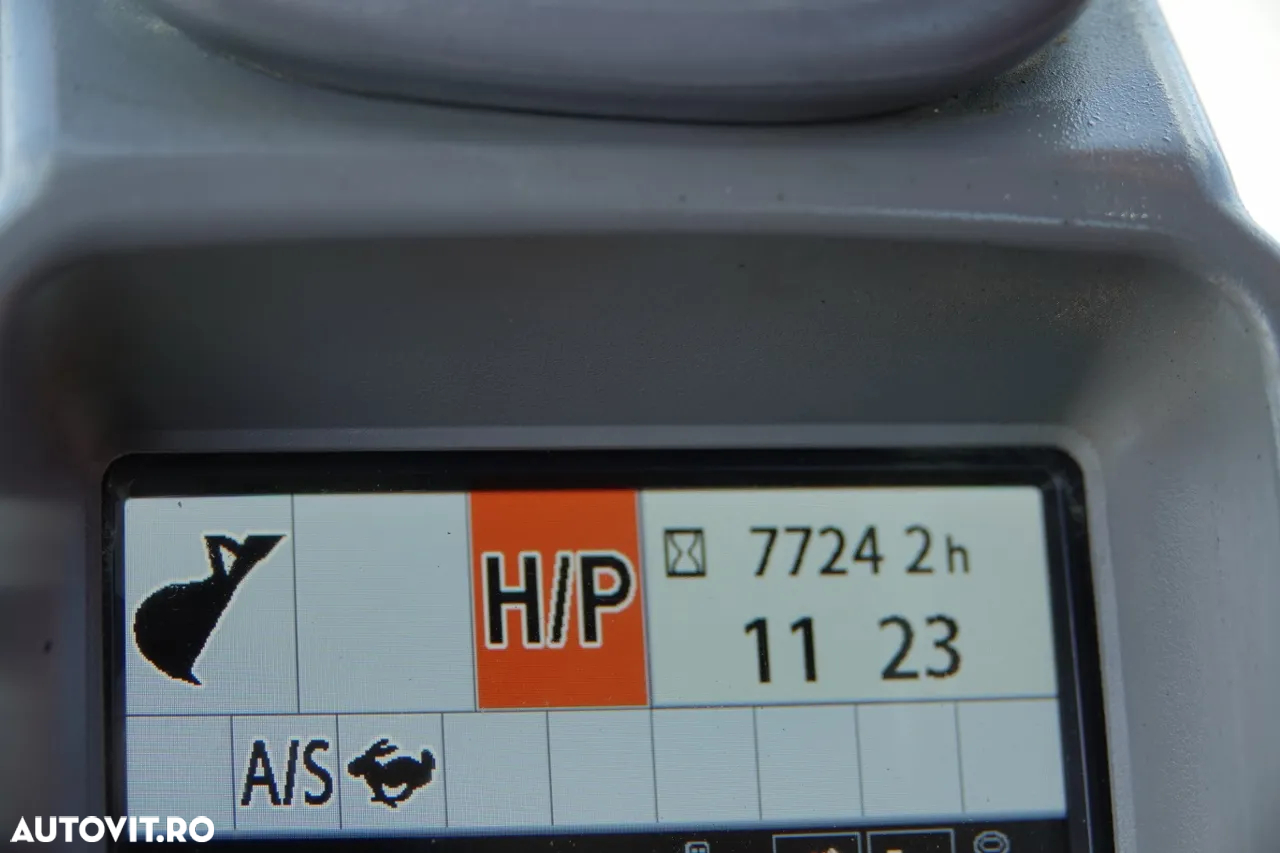 H/P
7724 2h
11 23
A/S
AUTOVIT.RO